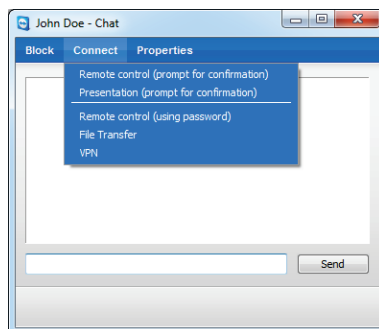 John Doe - Chat
Block Connect Properties
Remote control (prompt for confirmation)
Presentation (prompt for confirmation)
Remote control (using password)
File Transfer
VPN
Send